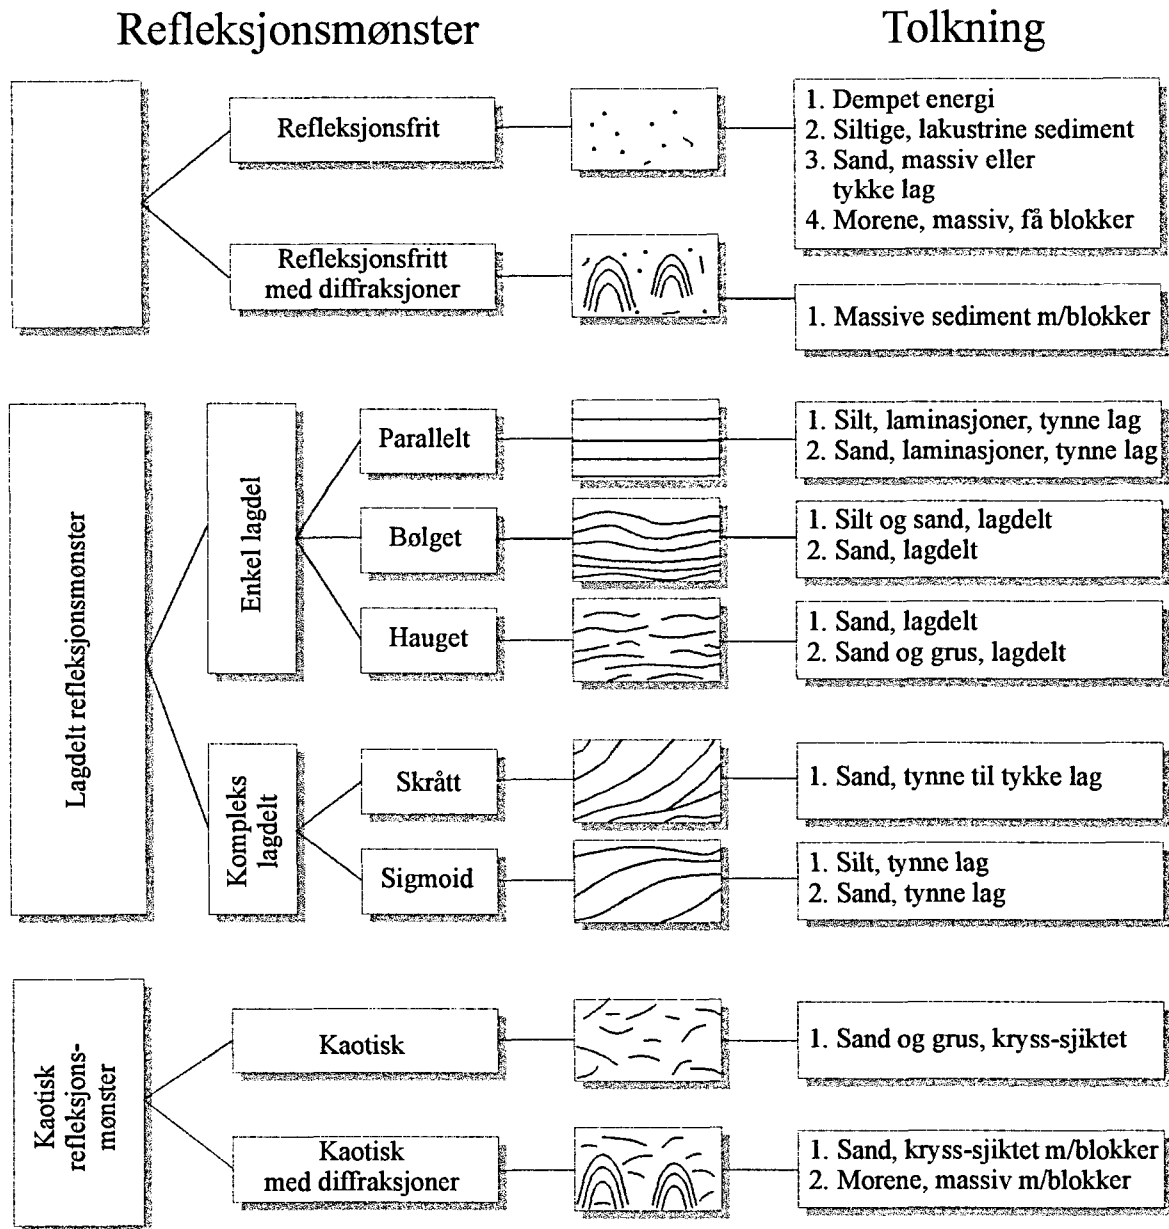 Refleksjonsmønster
Tolkning
Refleksjonsfrit
1. Dempet energi
2. Siltige, lakustrine sediment
3. Sand, massiv eller
tykke lag
4. Morene, massiv, få blokker
Refleksjonsfritt
med diffraksjoner
1. Massive sediment m/blokker
Lagdelt refleksjonsmønster
Enkel lagdel
Parallelt
1. Silt, laminasjoner, tynne lag
2. Sand, laminasjoner, tynne lag
Bølget
1. Silt og sand, lagdelt
2. Sand, lagdelt
Hauget
1. Sand, lagdelt
2. Sand og grus, lagdelt
Kompleks
lagdelt
Skrått
1. Sand, tynne til tykke lag
Sigmoid
1. Silt, tynne lag
2. Sand, tynne lag
Kaotisk
refleksjons-
mønster
Kaotisk
1. Sand og grus, kryss-sjiktet
Kaotisk
med diffraksjoner
1. Sand, kryss-sjiktet m/blokker
2. Morene, massiv m/blokker